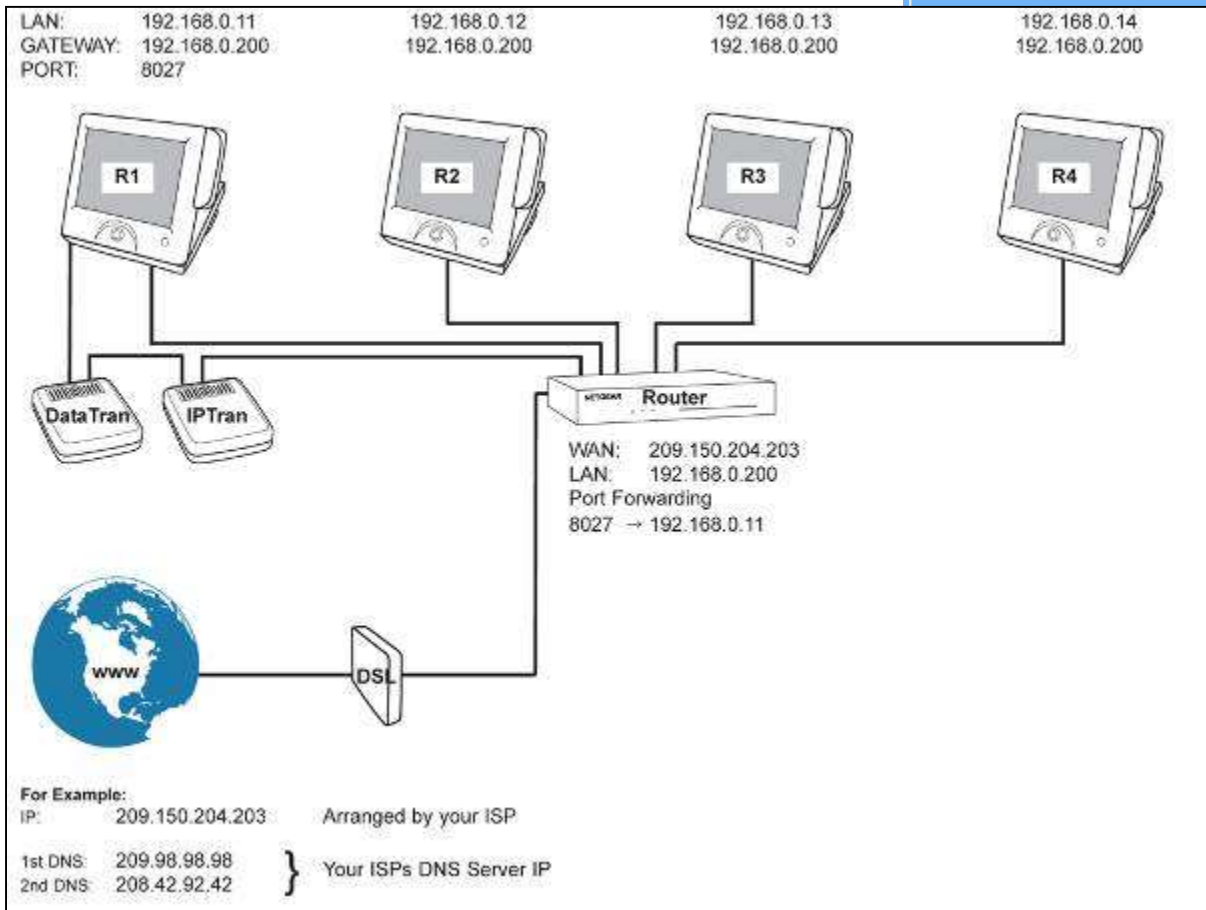 LAN: 192.168.0.11 192.168.0.12 192.168.0.13 192.168.0.14
GATEWAY: 192.168.0.200 192.168.0.200 192.168.0.200 192.168.0.200
PORT: 8027
R1 R2 R3 R4
DataTran IPTran
NETGEAR Router
WAN: 209.150.204.203
LAN: 192.168.0.200
Port Forwarding
8027 → 192.168.0.11
www
DSL
For Example:
IP: 209.150.204.203 Arranged by your ISP
1st DNS: 209.98.98.98
2nd DNS: 208.42.92.42
} Your ISPs DNS Server IP